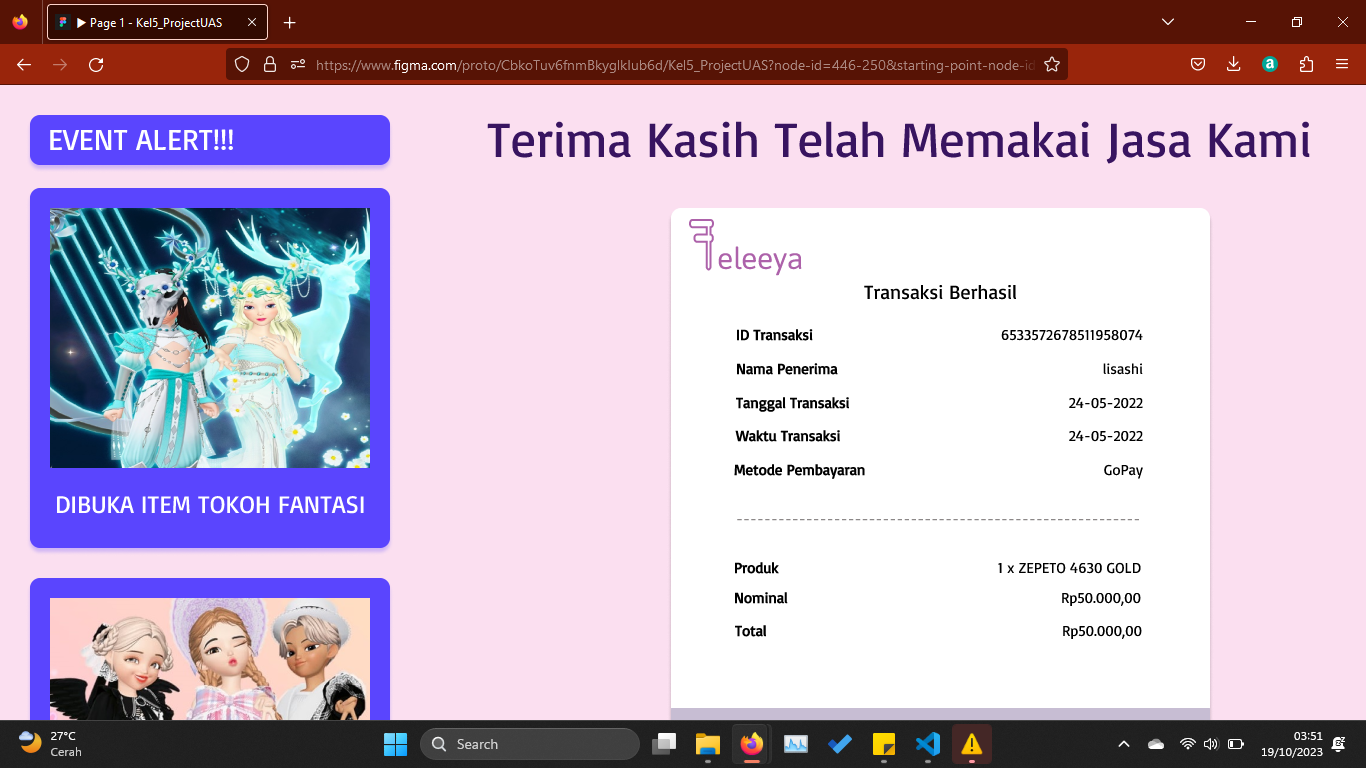 Page 1 - Kel5_ProjectUAS
https://www.figma.com/proto/CbkoTuv6fnmBkyglkIub6d/Kel5_ProjectUAS?node-id=446-250&starting-point-node-id
EVENT ALERT!!!
DIBUKA ITEM TOKOH FANTASI
Terima Kasih Telah Memakai Jasa Kami
Teleeya
Transaksi Berhasil
ID Transaksi 6533572678511958074
Nama Penerima lisashi
Tanggal Transaksi 24-05-2022
Waktu Transaksi 24-05-2022
Metode Pembayaran GoPay
Produk 1 x ZEPETO 4630 GOLD
Nominal Rp50.000,00
Total Rp50.000,00
27°C
Cerah
Search
03:51
19/10/2023